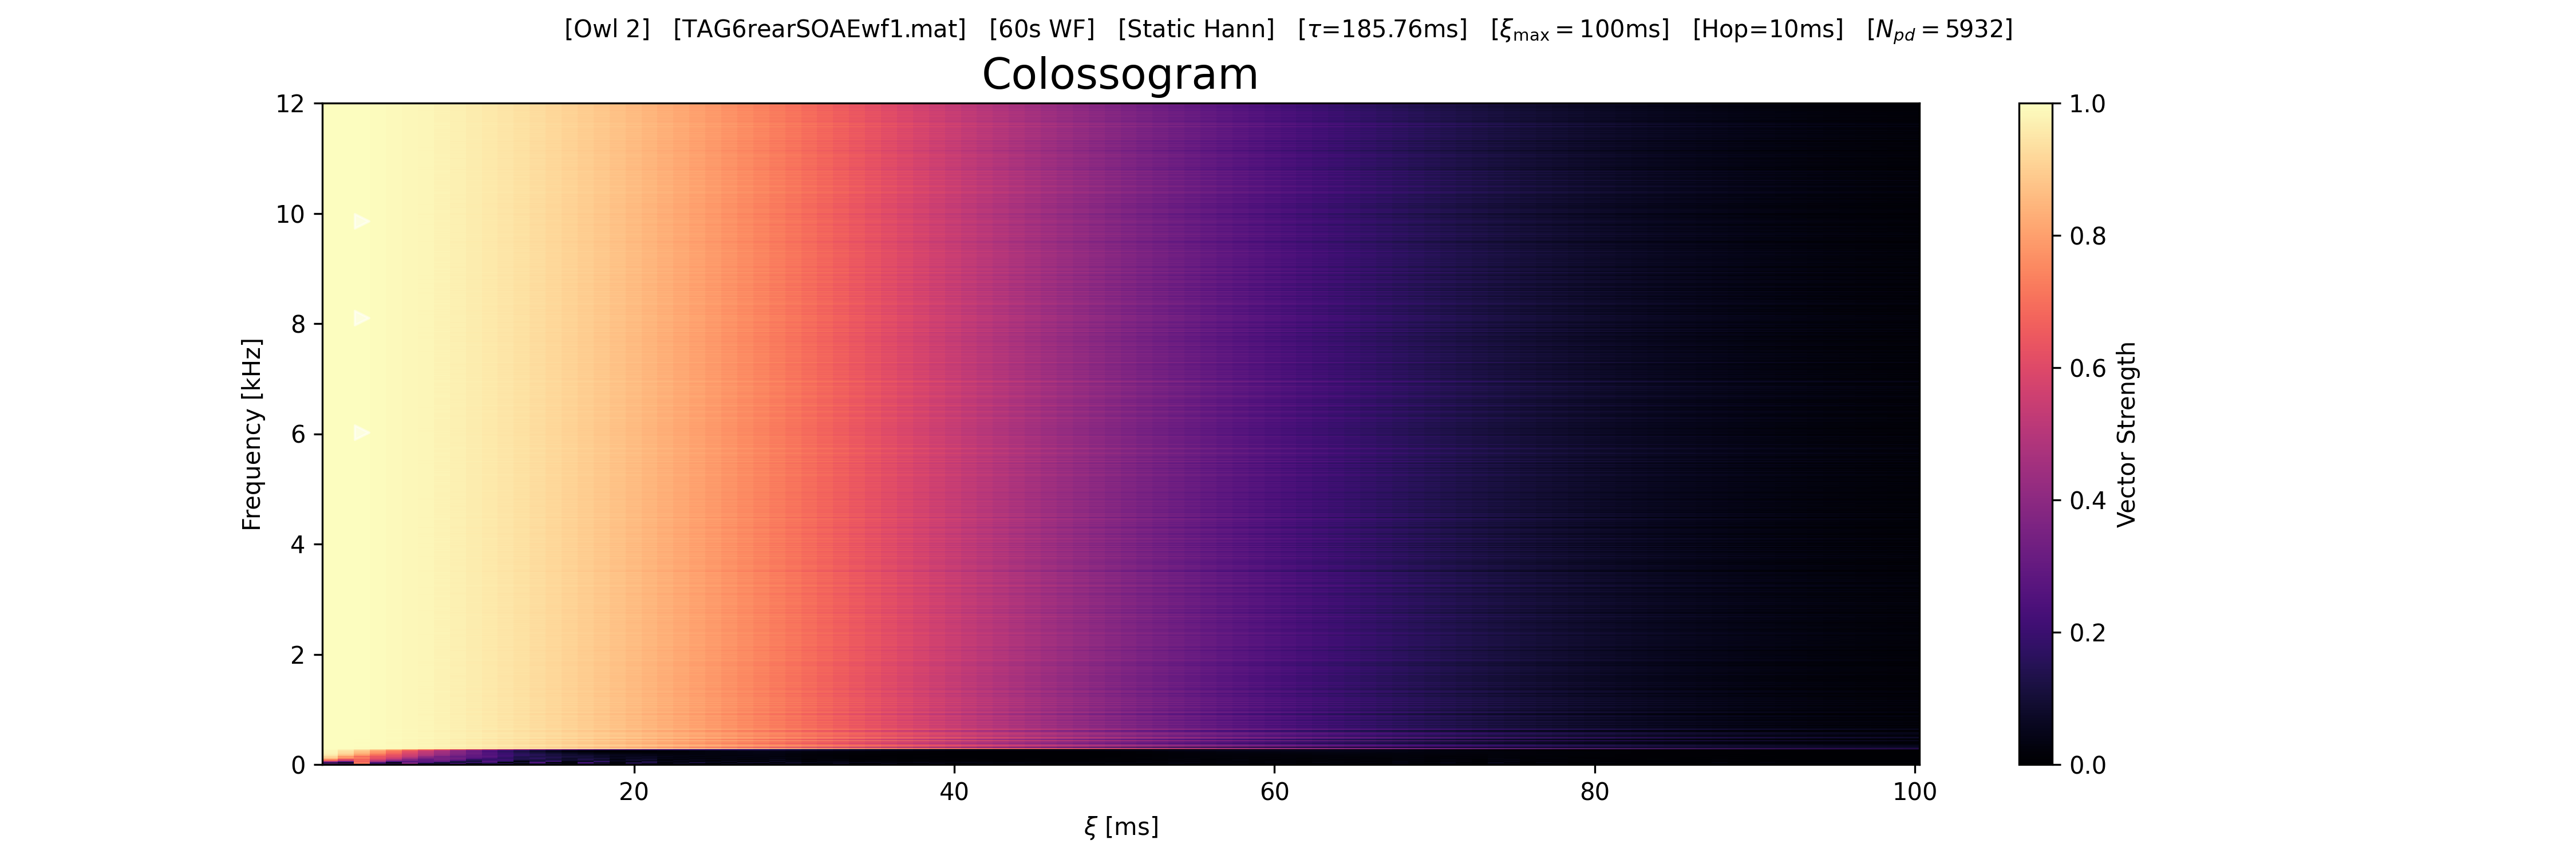 [Owl 2] [TAG6rearSOAEwf1.mat] [60s WF] [Static Hann] [τ=185.76ms] [ξmax = 100ms] [Hop=10ms] [Npd = 5932]
Colossogram
12
10
8
6
4
2
0
Frequency [kHz]
20 40 60 80 100
ξ [ms]
1.0
0.8
0.6
0.4
0.2
0.0
Vector Strength